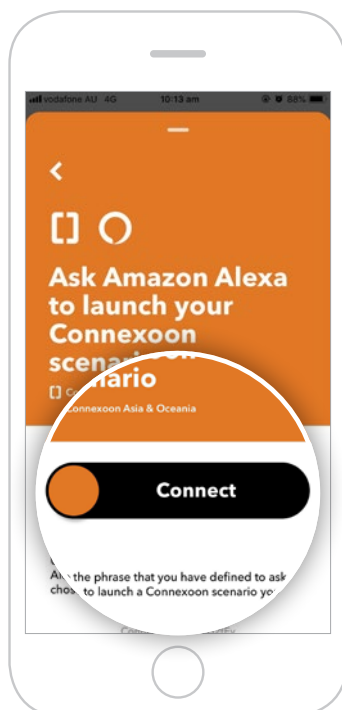 vodafone AU 4G 10:13 am 88%
Ask Amazon Alexa
to launch your
Connexoon
scenario
Connexoon Asia & Oceania
Connect
the phrase that you have defined to ask
to launch a Connexoon scenario